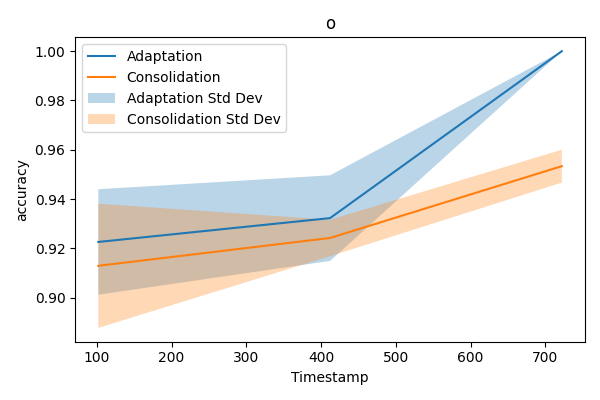 o
Adaptation
Consolidation
Adaptation Std Dev
Consolidation Std Dev
accuracy
1.00
0.98
0.96
0.94
0.92
0.90
100 200 300 400 500 600 700
Timestamp